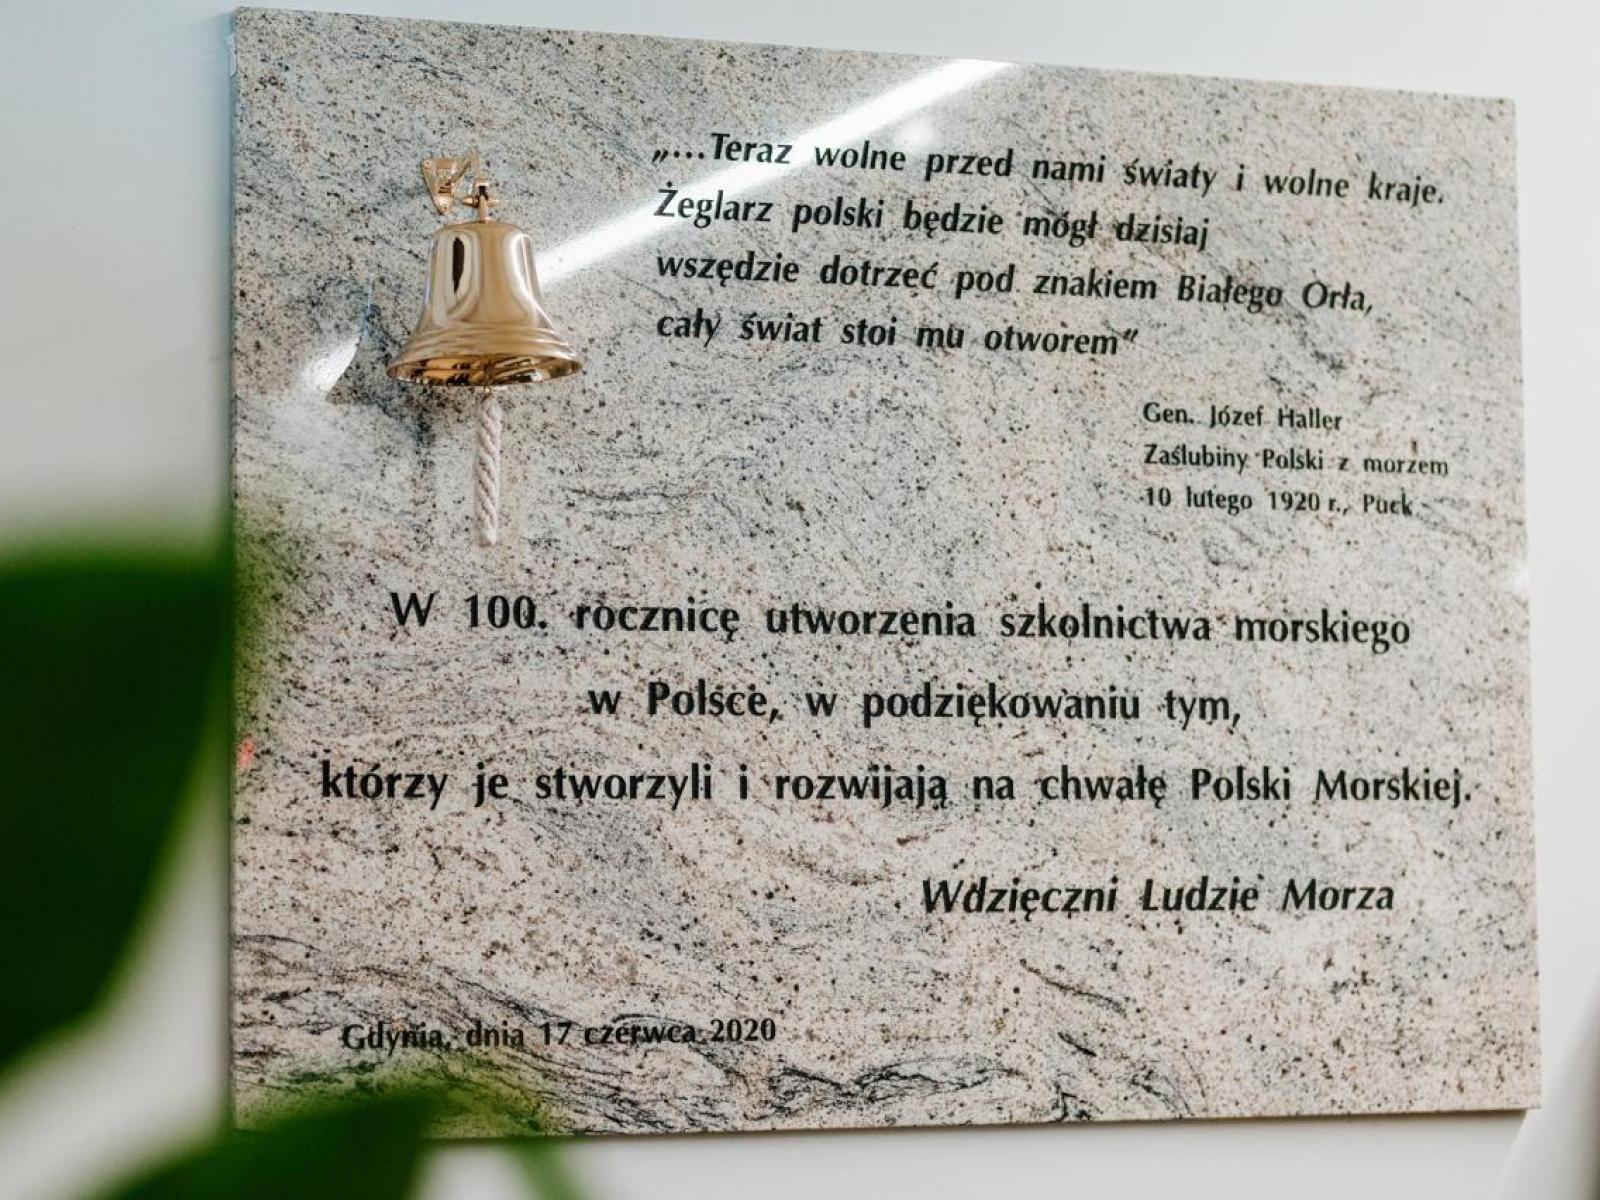 „...Teraz wolne przed nami światy i wolne kraje.
Żeglarz polski będzie mógł dzisiaj
wszędzie dotrzeć pod znakiem Białego Orła,
cały świat stoi mu otworem"
Gen. Józef Haller
Zaślubiny Polski z morzem
10 lutego 1920 r., Puck
W 100. rocznicę utworzenia szkolnictwa morskiego
w Polsce, w podziękowaniu tym,
którzy je stworzyli i rozwijają na chwałę Polski Morskiej.
Wdzięczni Ludzie Morza
Gdynia, dnia 17 czerwca 2020